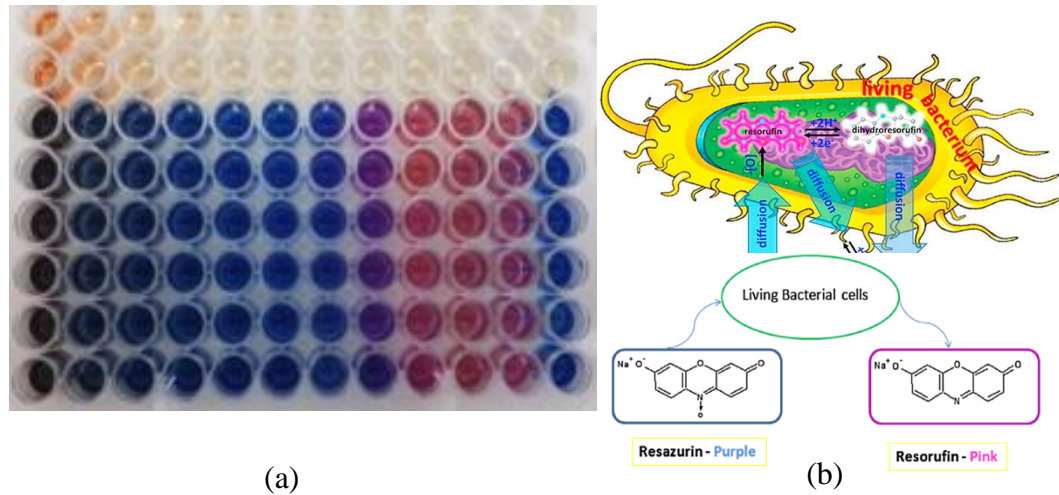 living bacterium
resorufin
+2H⁺
+2e⁻
dihydroresorufin
[O]
diffusion
diffusion
diffusion
Living Bacterial cells
Na⁺ O⁻ O O N O
Na⁺ O⁻ O O N
Resazurin - Purple
Resorufin - Pink
(a)
(b)